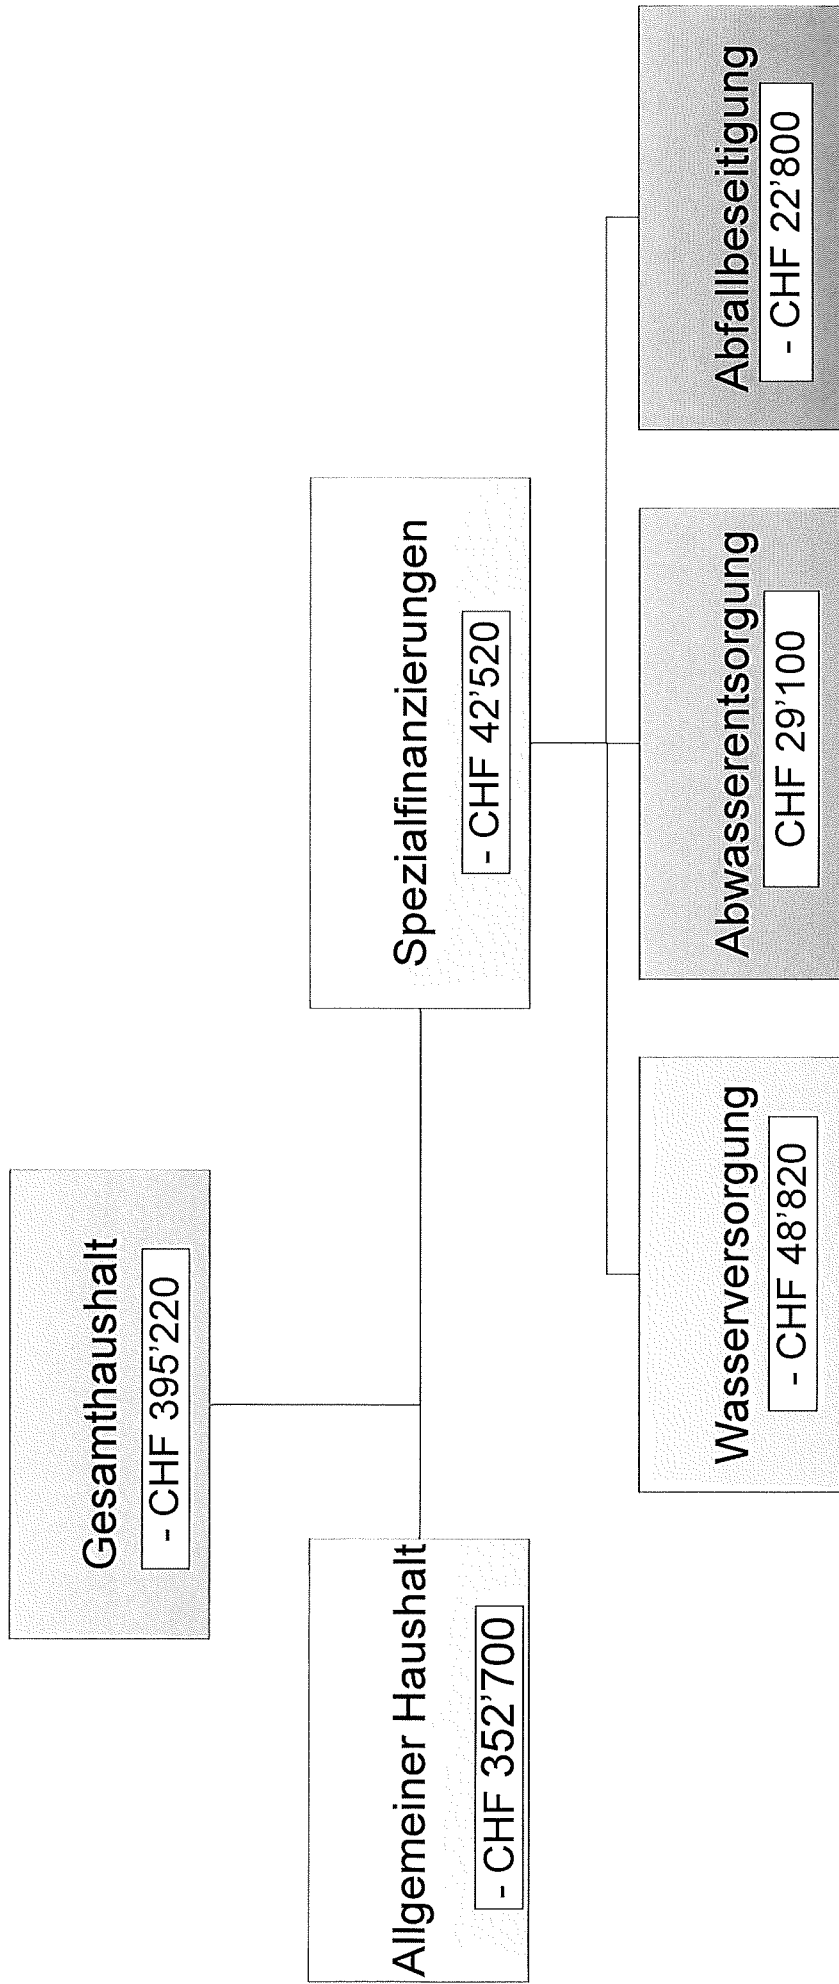 Gesamthaushalt
- CHF 395'220
Allgemeiner Haushalt
- CHF 352'700
Spezialfinanzierungen
- CHF 42'520
Wasserversorgung
- CHF 48'820
Abwasserentsorgung
CHF 29'100
Abfallbeseitigung
- CHF 22'800